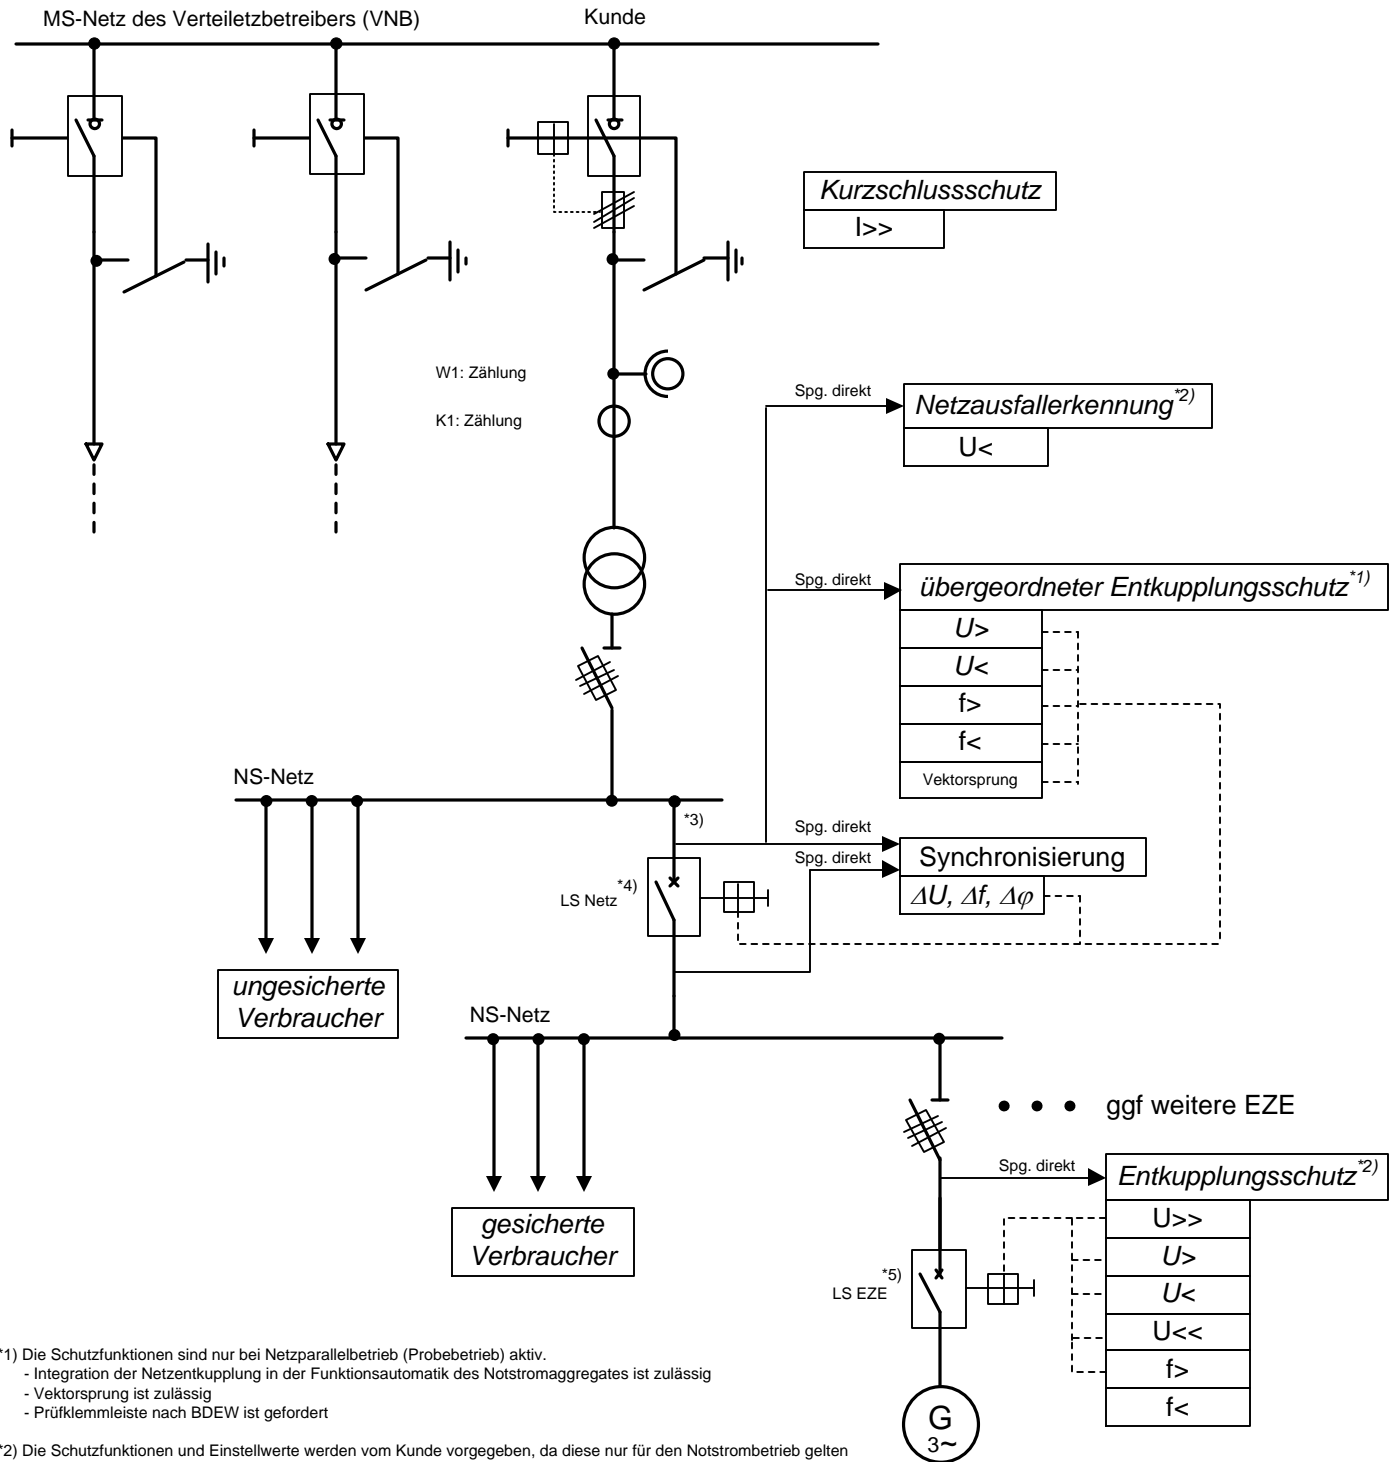 MS-Netz des Verteiletzbetreibers (VNB)
Kunde
Kurzschlussschutz
I>>
W1: Zählung
K1: Zählung
Spg. direkt
Netzausfallerkennung*2)
U<
Spg. direkt
übergeordneter Entkupplungsschutz*1)
U>
U<
f>
f<
Vektorsprung
NS-Netz
*3)
Spg. direkt
Spg. direkt
Synchronisierung
ΔU, Δf, Δφ
LS Netz *4)
ungesicherte
Verbraucher
NS-Netz
ggf weitere EZE
Spg. direkt
Entkupplungsschutz*2)
U>>
U>
U<
U<<
f>
f<
gesicherte
Verbraucher
LS EZE *5)
G
3~
*1) Die Schutzfunktionen sind nur bei Netzparallelbetrieb (Probebetrieb) aktiv.
- Integration der Netzentkupplung in der Funktionsautomatik des Notstromaggregates ist zulässig
- Vektorsprung ist zulässig
- Prüfklemmleiste nach BDEW ist gefordert
*2) Die Schutzfunktionen und Einstellwerte werden vom Kunde vorgegeben, da diese nur für den Notstrombetrieb gelten